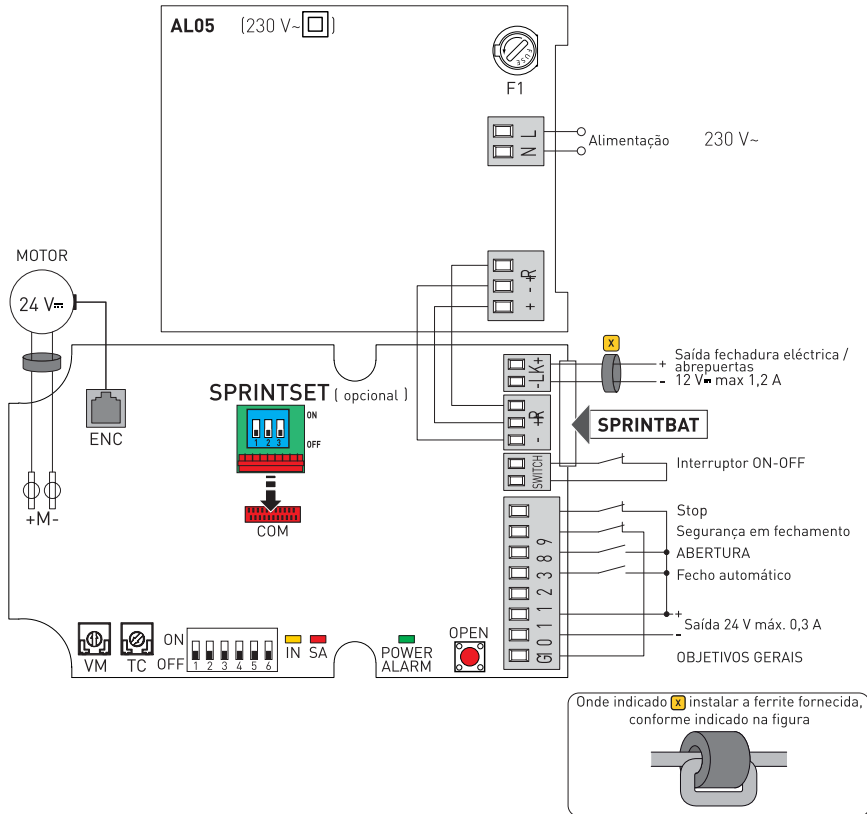 AL05 (230 V~)
FUSE
F1
N L
Alimentação 230 V~
+ - +R
MOTOR
24 V
ENC
+M-
SPRINTSET ( opcional )
ON
OFF
1 2 3
COM
-LK+
Saída fechadura eléctrica /
abrepuertas
12 V max 1,2 A
+
-
X
- +R
SPRINTBAT
SWITCH
Interruptor ON-OFF
Stop
Segurança em fechamento
ABERTURA
Fecho automático
+
Saída 24 V máx. 0,3 A
-
OBJETIVOS GERAIS
G1 0 1 1 2 3 8 9
VM
TC
ON
OFF
1 2 3 4 5 6
IN SA
POWER
ALARM
OPEN
Onde indicado X instalar a ferrite fornecida,
conforme indicado na figura